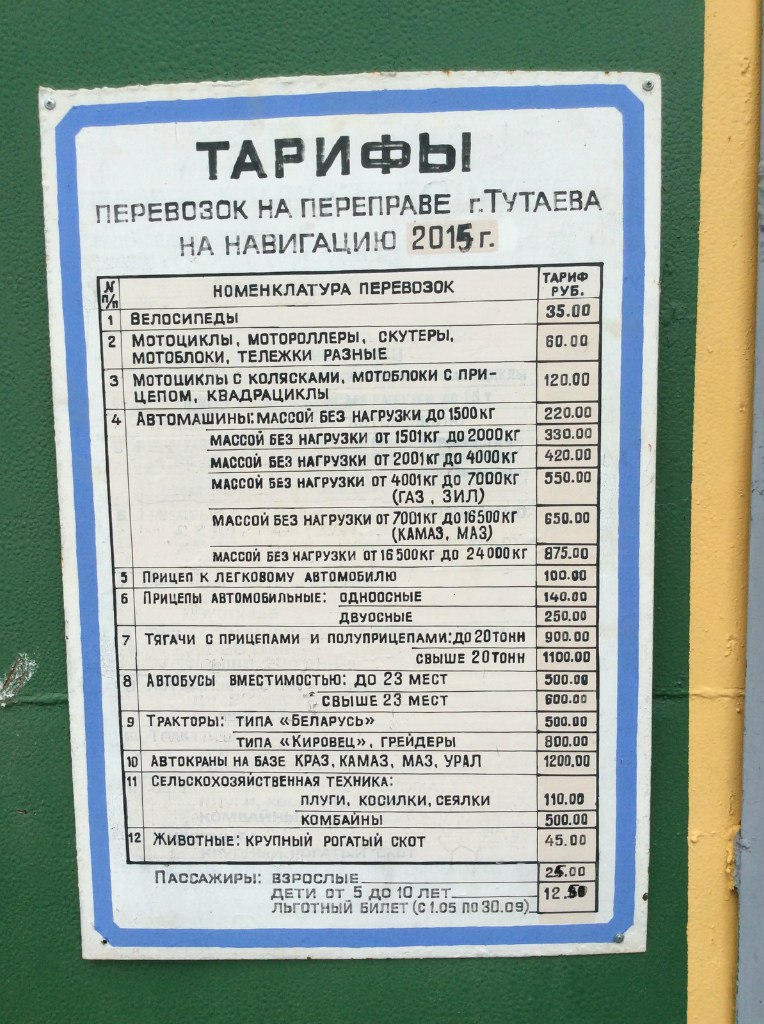 ТАРИФЫ
ПЕРЕВОЗОК НА ПЕРЕПРАВЕ г.ТУТАЕВА
НА НАВИГАЦИЮ 2015 г.
N п/п НОМЕНКЛАТУРА ПЕРЕВОЗОК ТАРИФ РУБ.
1 ВЕЛОСИПЕДЫ 35.00
2 МОТОЦИКЛЫ, МОТОРОЛЛЕРЫ, СКУТЕРЫ, 60.00
МОТОБЛОКИ, ТЕЛЕЖКИ РАЗНЫЕ
3 МОТОЦИКЛЫ С КОЛЯСКАМИ, МОТОБЛОКИ С ПРИ- 120.00
ЦЕПОМ, КВАДРАЦИКЛЫ
4 АВТОМАШИНЫ: МАССОЙ БЕЗ НАГРУЗКИ ДО 1500 КГ 220.00
МАССОЙ БЕЗ НАГРУЗКИ ОТ 1501 КГ ДО 2000 КГ 330.00
МАССОЙ БЕЗ НАГРУЗКИ ОТ 2001 КГ ДО 4000 КГ 420.00
МАССОЙ БЕЗ НАГРУЗКИ ОТ 4001 КГ ДО 7000 КГ 550.00
(ГАЗ, ЗИЛ)
МАССОЙ БЕЗ НАГРУЗКИ ОТ 7001 КГ ДО 16500 КГ 650.00
(КАМАЗ, МАЗ)
МАССОЙ БЕЗ НАГРУЗКИ ОТ 16500 КГ ДО 24000 КГ 875.00
5 ПРИЦЕП К ЛЕГКОВОМУ АВТОМОБИЛЮ 100.00
6 ПРИЦЕПЫ АВТОМОБИЛЬНЫЕ: ОДНООСНЫЕ 140.00
ДВУОСНЫЕ 250.00
7 ТЯГАЧИ С ПРИЦЕПАМИ И ПОЛУПРИЦЕПАМИ: ДО 20 ТОНН 900.00
СВЫШЕ 20 ТОНН 1100.00
8 АВТОБУСЫ ВМЕСТИМОСТЬЮ: ДО 23 МЕСТ 500.00
СВЫШЕ 23 МЕСТ 600.00
9 ТРАКТОРЫ: ТИПА «БЕЛАРУСЬ» 500.00
ТИПА «КИРОВЕЦ», ГРЕЙДЕРЫ 800.00
10 АВТОКРАНЫ НА БАЗЕ КРАЗ, КАМАЗ, МАЗ, УРАЛ 1200.00
11 СЕЛЬСКОХОЗЯЙСТВЕННАЯ ТЕХНИКА:
ПЛУГИ, КОСИЛКИ, СЕЯЛКИ 110.00
КОМБАЙНЫ 500.00
12 ЖИВОТНЫЕ: КРУПНЫЙ РОГАТЫЙ СКОТ 45.00
ПАССАЖИРЫ: ВЗРОСЛЫЕ 25.00
ДЕТИ ОТ 5 ДО 10 ЛЕТ 12.50
ЛЬГОТНЫЙ БИЛЕТ (С 1.05 ПО 30.09)